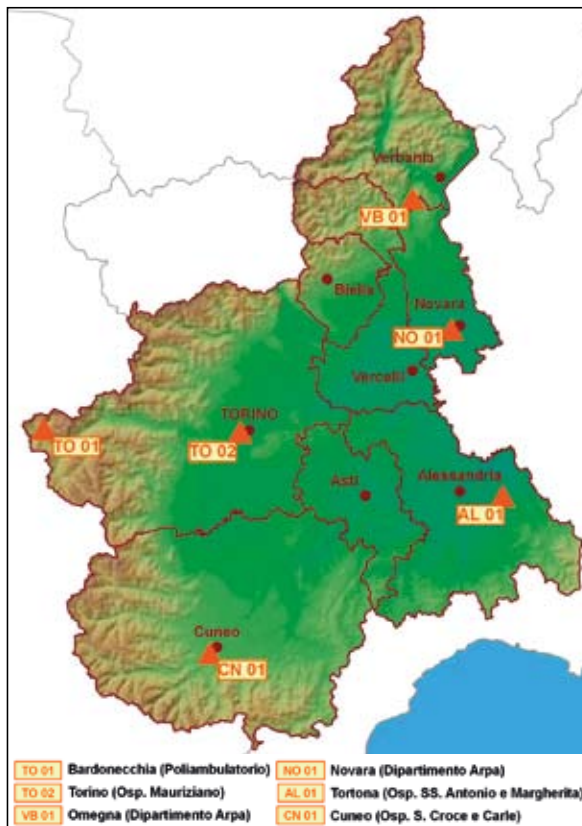 Verbania
VB 01
Biella
Novara
NO 01
Vercelli
TORINO
TO 01
TO 02
Asti
Alessandria
AL 01
Cuneo
CN 01
TO 01 Bardonecchia (Poliambulatorio)
NO 01 Novara (Dipartimento Arpa)
TO 02 Torino (Osp. Mauriziano)
AL 01 Tortona (Osp. SS. Antonio e Margherita)
VB 01 Omegna (Dipartimento Arpa)
CN 01 Cuneo (Osp. S. Croce e Carle)